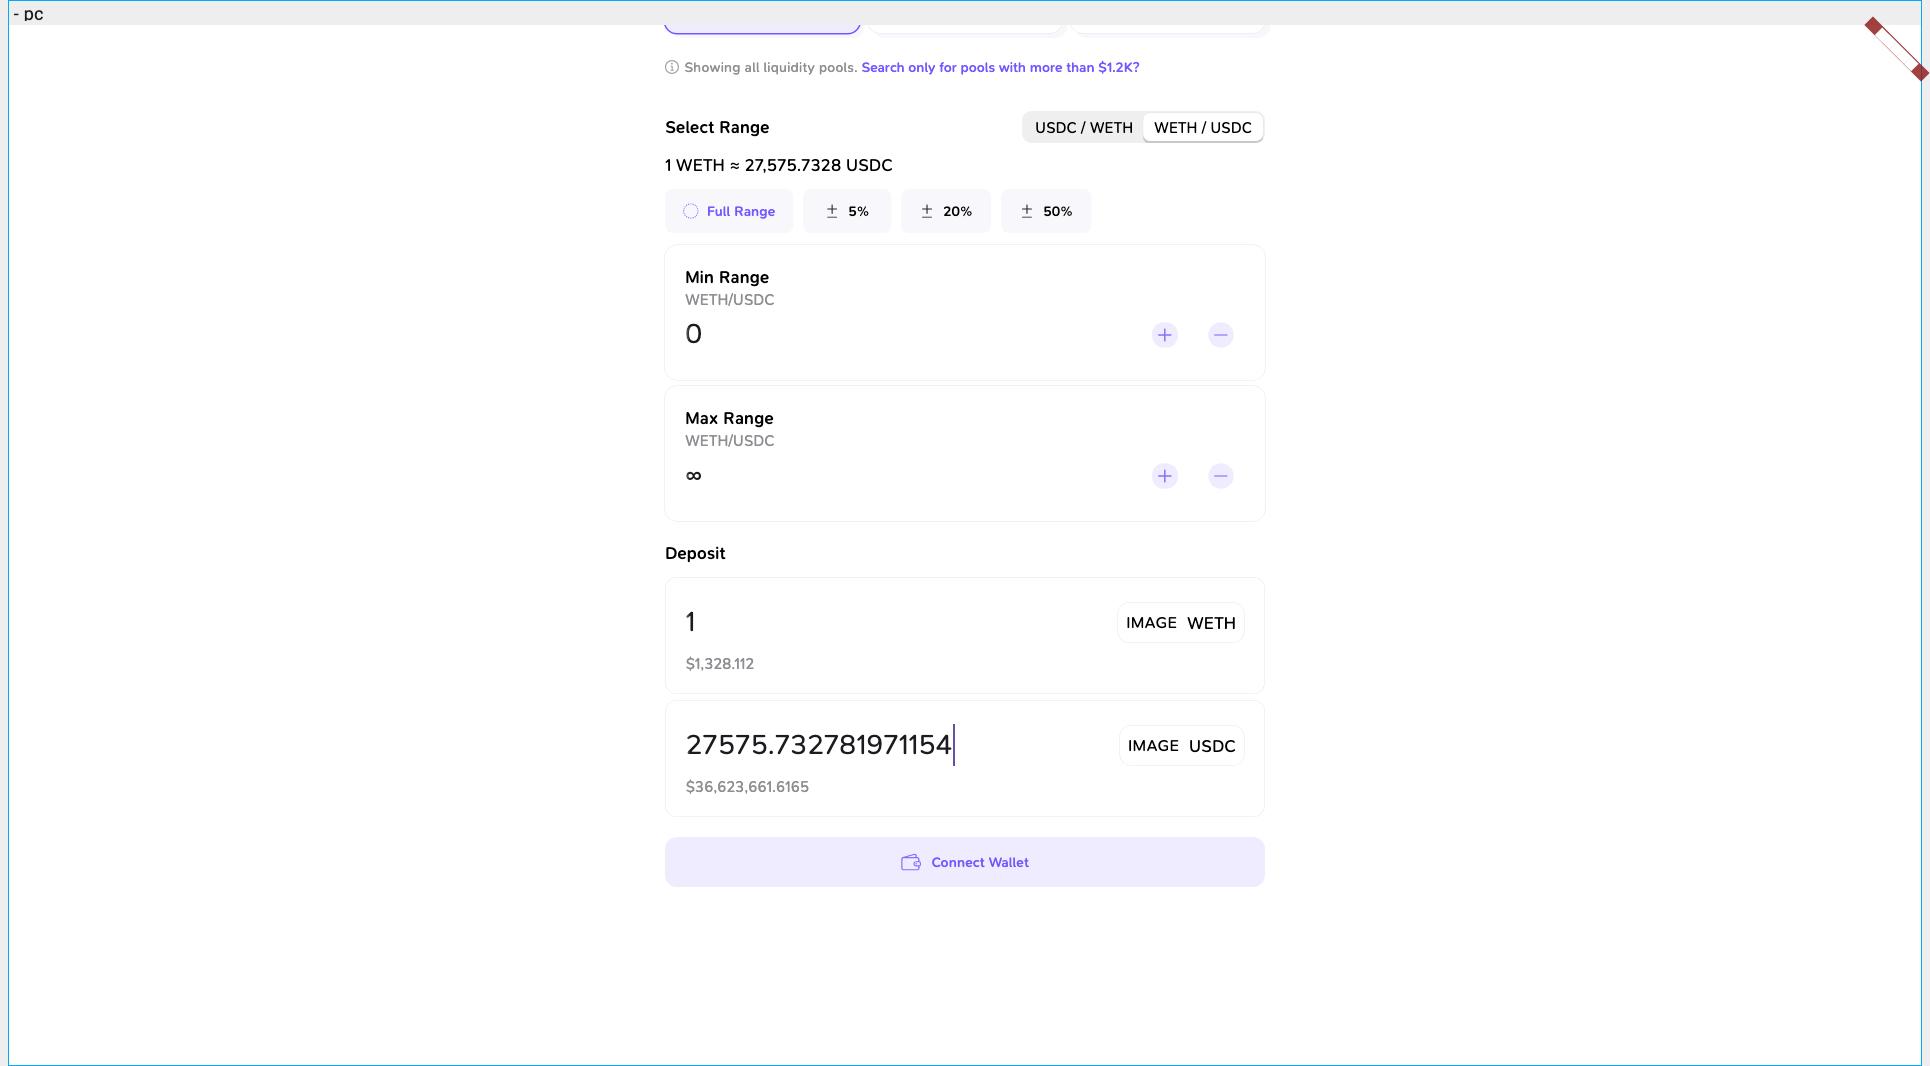 - pc
Showing all liquidity pools. Search only for pools with more than $1.2K?
Select Range
USDC / WETH WETH / USDC
1 WETH ≈ 27,575.7328 USDC
Full Range ± 5% ± 20% ± 50%
Min Range
WETH/USDC
0
Max Range
WETH/USDC
∞
Deposit
1 IMAGE WETH
$1,328.112
27575.732781971154 IMAGE USDC
$36,623,661.6165
Connect Wallet